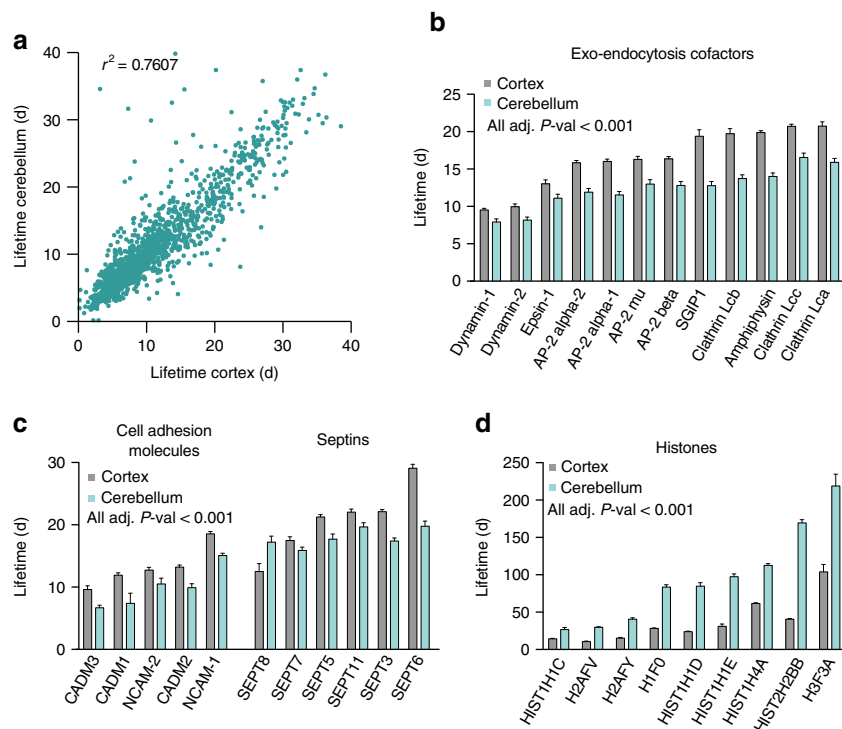 a
r² = 0.7607
Lifetime cerebellum (d)
40
30
20
10
0
0 10 20 30 40
Lifetime cortex (d)
b
Exo-endocytosis cofactors
Cortex
Cerebellum
All adj. P-val < 0.001
Lifetime (d)
25
20
15
10
5
0
Dynamin-1
Dynamin-2
Epsin-1
AP-2 alpha-2
AP-2 alpha-1
AP-2 mu
AP-2 beta
SGIP1
Clathrin Lcb
Amphiphysin
Clathrin Lcc
Clathrin Lca
c
Cell adhesion
molecules
Septins
Cortex
Cerebellum
All adj. P-val < 0.001
Lifetime (d)
30
20
10
0
CADM3
CADM1
NCAM-2
CADM2
NCAM-1
SEPT8
SEPT7
SEPT5
SEPT11
SEPT3
SEPT6
d
Histones
Cortex
Cerebellum
All adj. P-val < 0.001
Lifetime (d)
250
200
150
100
50
0
HIST1H1C
H2AFV
H2AFY
H1F0
HIST1H1D
HIST1H1E
HIST1H4A
HIST2H2BB
H3F3A